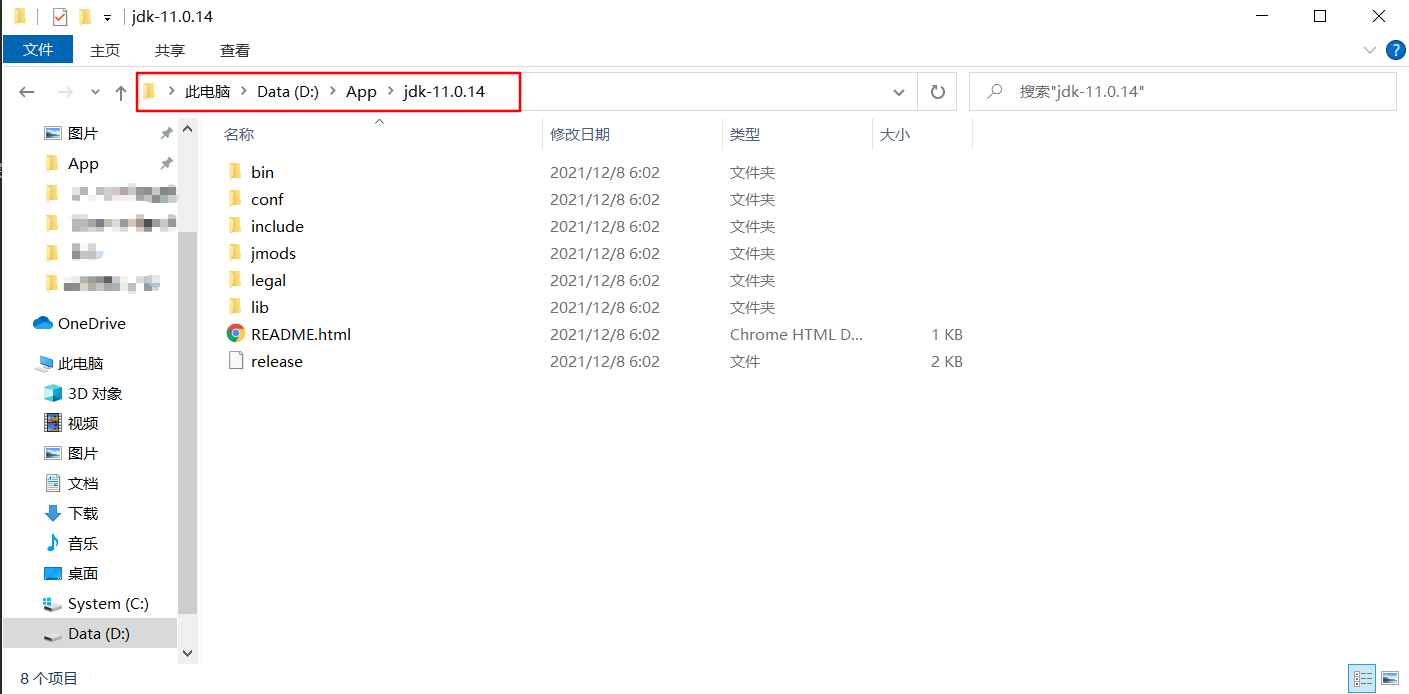 jdk-11.0.14
文件 主页 共享 查看
此电脑 Data (D:) App jdk-11.0.14 搜索"jdk-11.0.14"
图片
App
OneDrive
此电脑
3D 对象
视频
图片
文档
下载
音乐
桌面
System (C:)
Data (D:)
名称 修改日期 类型 大小
bin 2021/12/8 6:02 文件夹
conf 2021/12/8 6:02 文件夹
include 2021/12/8 6:02 文件夹
jmods 2021/12/8 6:02 文件夹
legal 2021/12/8 6:02 文件夹
lib 2021/12/8 6:02 文件夹
README.html 2021/12/8 6:02 Chrome HTML D... 1 KB
release 2021/12/8 6:02 文件 2 KB
8 个项目